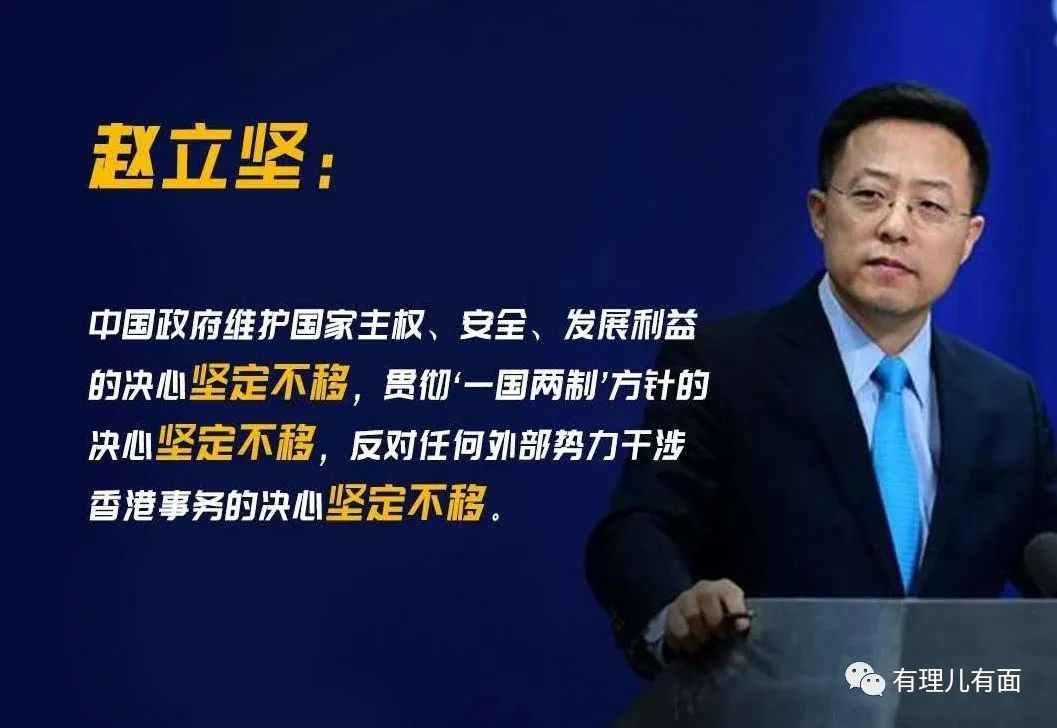 赵立坚：
中国政府维护国家主权、安全、发展利益
的决心坚定不移，贯彻‘一国两制’方针的
决心坚定不移，反对任何外部势力干涉
香港事务的决心坚定不移。
有理儿有面